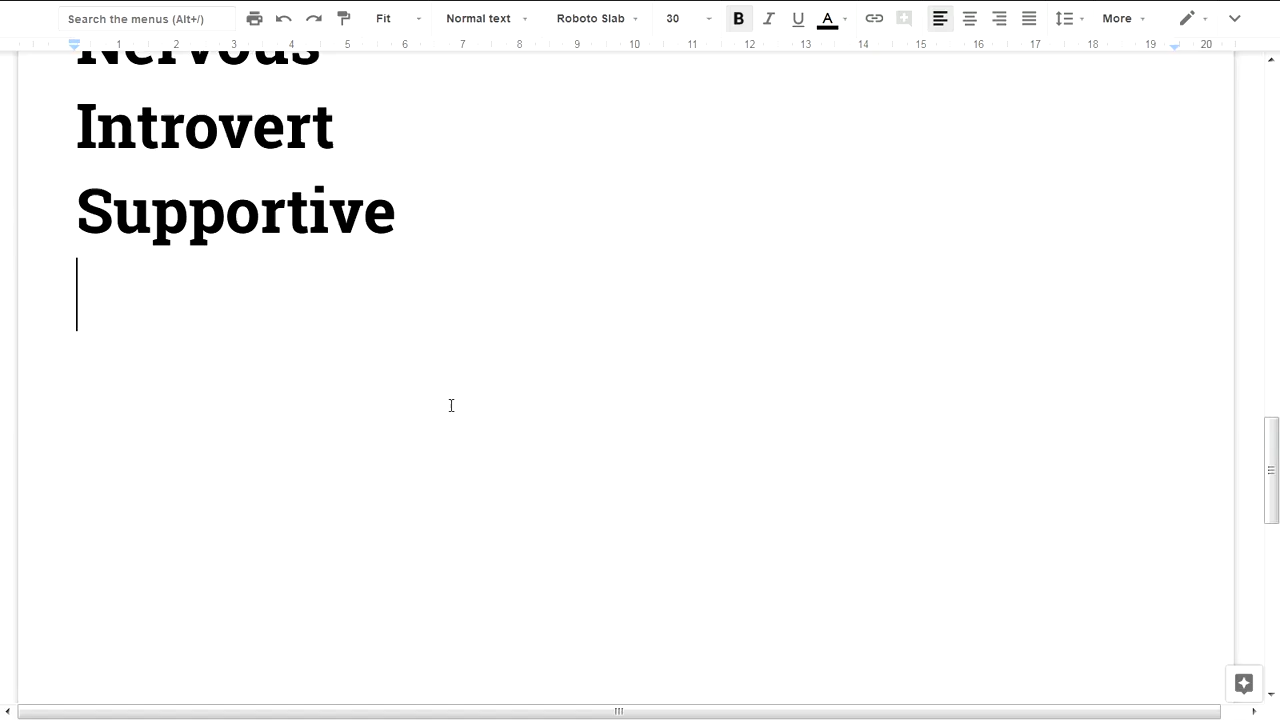 Search the menus (Alt+/) Fit Normal text Roboto Slab 30 B I U A More
1 2 3 4 5 6 7 8 9 10 11 12 13 14 15 16 17 18 19 20
Nervous
Introvert
Supportive